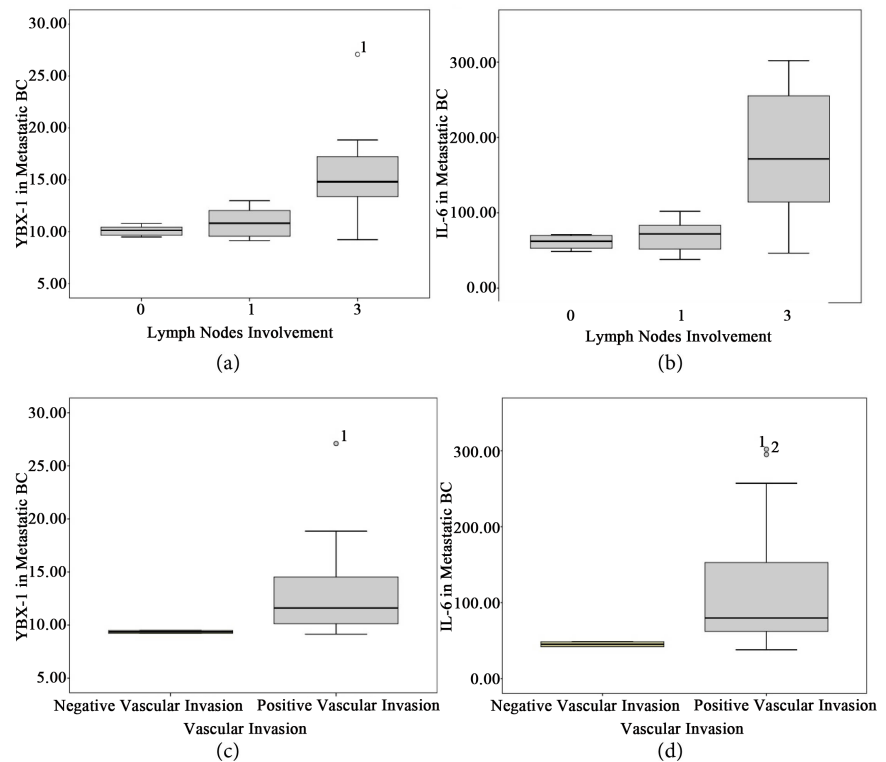 YBX-1 in Metastatic BC
30.00
25.00
20.00
15.00
10.00
5.00
1
0
1
3
Lymph Nodes Involvement
(a)
IL-6 in Metastatic BC
300.00
200.00
100.00
0.00
0
1
3
Lymph Nodes Involvement
(b)
YBX-1 in Metastatic BC
30.00
25.00
20.00
15.00
10.00
5.00
1
Negative Vascular Invasion
Positive Vascular Invasion
Vascular Invasion
(c)
IL-6 in Metastatic BC
300.00
200.00
100.00
0.00
1
2
Negative Vascular Invasion
Positive Vascular Invasion
Vascular Invasion
(d)